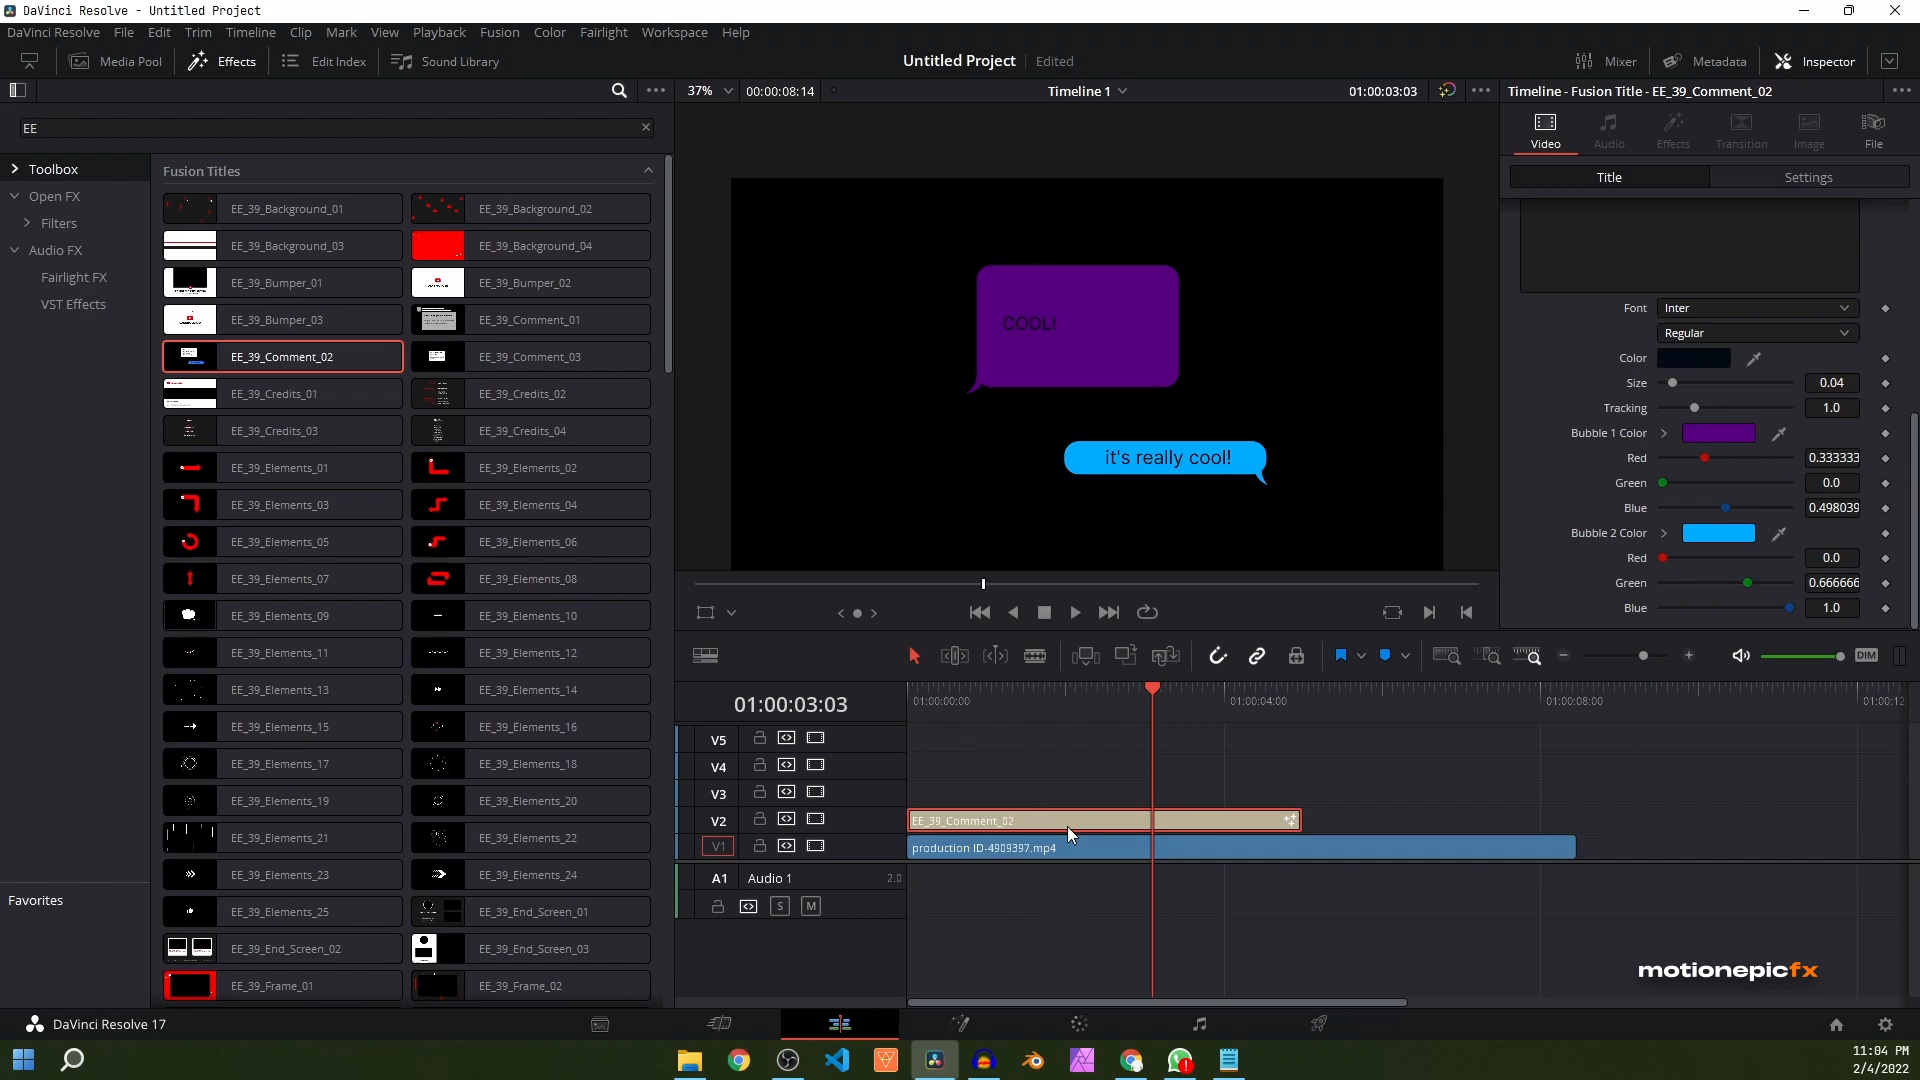 DaVinci Resolve - Untitled Project
DaVinci Resolve File Edit Trim Timeline Clip Mark View Playback Fusion Color Fairlight Workspace Help
Media Pool Effects Edit Index Sound Library Untitled Project Edited Mixer Metadata Inspector
37% 00:00:08:14 Timeline 1 01:00:03:03 Timeline - Fusion Title - EE_39_Comment_02
EE
Video Audio Effects Transition Image File
Title Settings
Toolbox
Open FX
Filters
Audio FX
Fairlight FX
VST Effects
Favorites
Fusion Titles
EE_39_Background_01 EE_39_Background_02
EE_39_Background_03 EE_39_Background_04
EE_39_Bumper_01 EE_39_Bumper_02
EE_39_Bumper_03 EE_39_Comment_01
EE_39_Comment_02 EE_39_Comment_03
EE_39_Credits_01 EE_39_Credits_02
EE_39_Credits_03 EE_39_Credits_04
EE_39_Elements_01 EE_39_Elements_02
EE_39_Elements_03 EE_39_Elements_04
EE_39_Elements_05 EE_39_Elements_06
EE_39_Elements_07 EE_39_Elements_08
EE_39_Elements_09 EE_39_Elements_10
EE_39_Elements_11 EE_39_Elements_12
EE_39_Elements_13 EE_39_Elements_14
EE_39_Elements_15 EE_39_Elements_16
EE_39_Elements_17 EE_39_Elements_18
EE_39_Elements_19 EE_39_Elements_20
EE_39_Elements_21 EE_39_Elements_22
EE_39_Elements_23 EE_39_Elements_24
EE_39_Elements_25 EE_39_End_Screen_01
EE_39_End_Screen_02 EE_39_End_Screen_03
EE_39_Frame_01 EE_39_Frame_02
COOL!
it's really cool!
Font Inter
Regular
Color
Size 0.04
Tracking 1.0
Bubble 1 Color
Red 0.333333
Green 0.0
Blue 0.498039
Bubble 2 Color
Red 0.0
Green 0.666666
Blue 1.0
DIM
01:00:03:03 01:00:00:00 01:00:04:00 01:00:08:00 01:00:12
V5
V4
V3
V2 EE_39_Comment_02
V1 production ID-4909397.mp4
A1 Audio 1 2.0
S M
motionepicfx
DaVinci Resolve 17
11:04 PM
2/4/2022